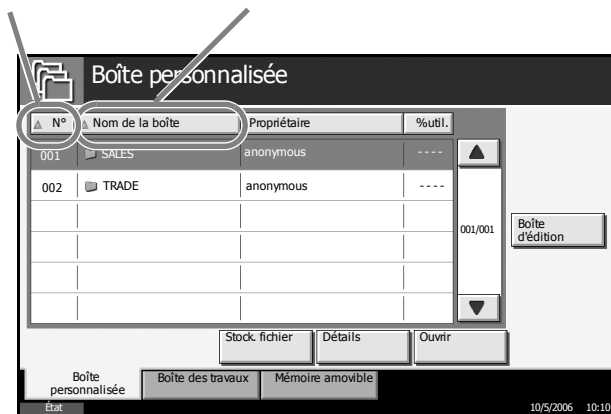 Boîte personnalisée
N° Nom de la boîte Propriétaire %util.
001 SALES anonymous ----
002 TRADE anonymous ----
001/001
Boîte
d'édition
Stock. fichier Détails Ouvrir
Boîte
personnalisée
Boîte des travaux Mémoire amovible
État 10/5/2006 10:10